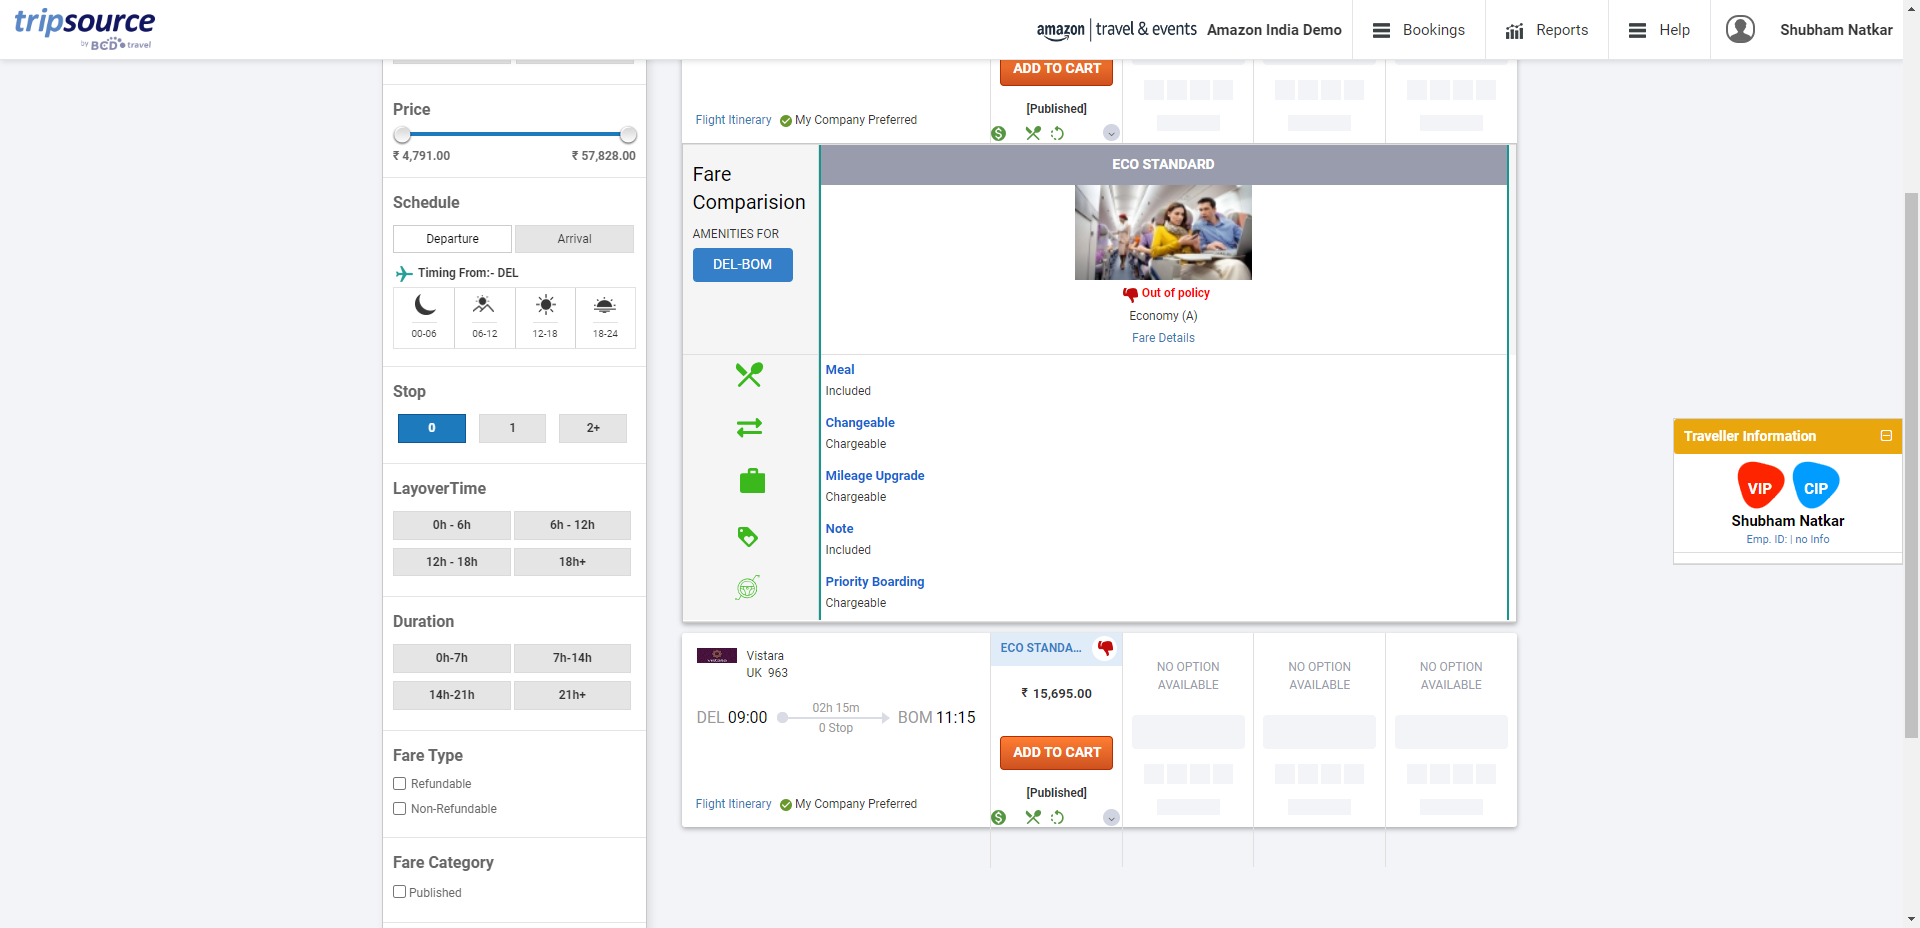 tripsource
by BCD travel
amazon | travel & events
Amazon India Demo
Bookings
Reports
Help
Shubham Natkar
Price
₹ 4,791.00
₹ 57,828.00
Schedule
Departure
Arrival
Timing From:- DEL
00-06
06-12
12-18
18-24
Stop
0
1
2+
LayoverTime
0h - 6h
6h - 12h
12h - 18h
18h+
Duration
0h-7h
7h-14h
14h-21h
21h+
Fare Type
Refundable
Non-Refundable
Fare Category
Published
ADD TO CART
[Published]
Flight Itinerary
My Company Preferred
Fare
Comparision
AMENITIES FOR
DEL-BOM
ECO STANDARD
Out of policy
Economy (A)
Fare Details
Meal
Included
Changeable
Chargeable
Mileage Upgrade
Chargeable
Note
Included
Priority Boarding
Chargeable
Vistara
UK 963
DEL 09:00
02h 15m
0 Stop
BOM 11:15
Flight Itinerary
My Company Preferred
ECO STANDA...
₹ 15,695.00
ADD TO CART
[Published]
NO OPTION
AVAILABLE
NO OPTION
AVAILABLE
NO OPTION
AVAILABLE
Traveller Information
VIP
CIP
Shubham Natkar
Emp. ID: | no Info